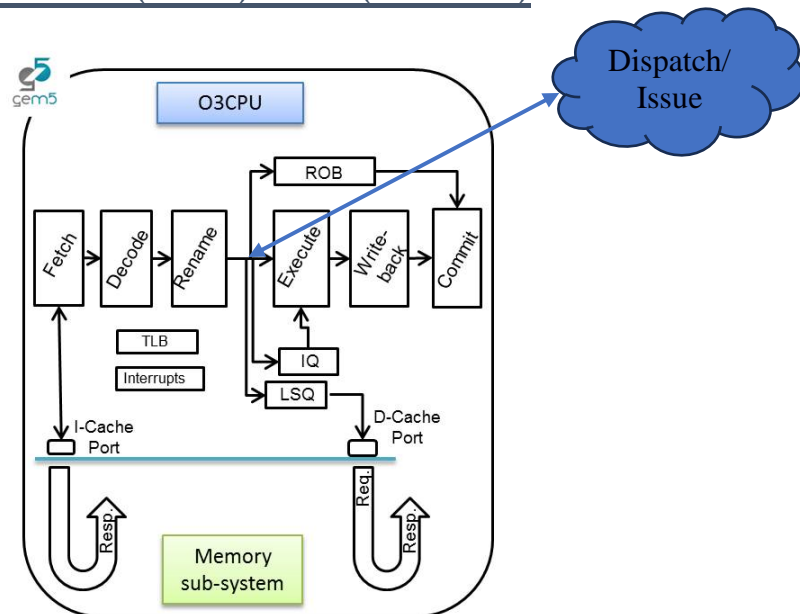 Dispatch/
Issue
gem5
O3CPU
ROB
Fetch
Decode
Rename
Execute
Write-
back
Commit
TLB
Interrupts
IQ
LSQ
I-Cache
Port
D-Cache
Port
Resp.
Req.
Resp.
Memory
sub-system